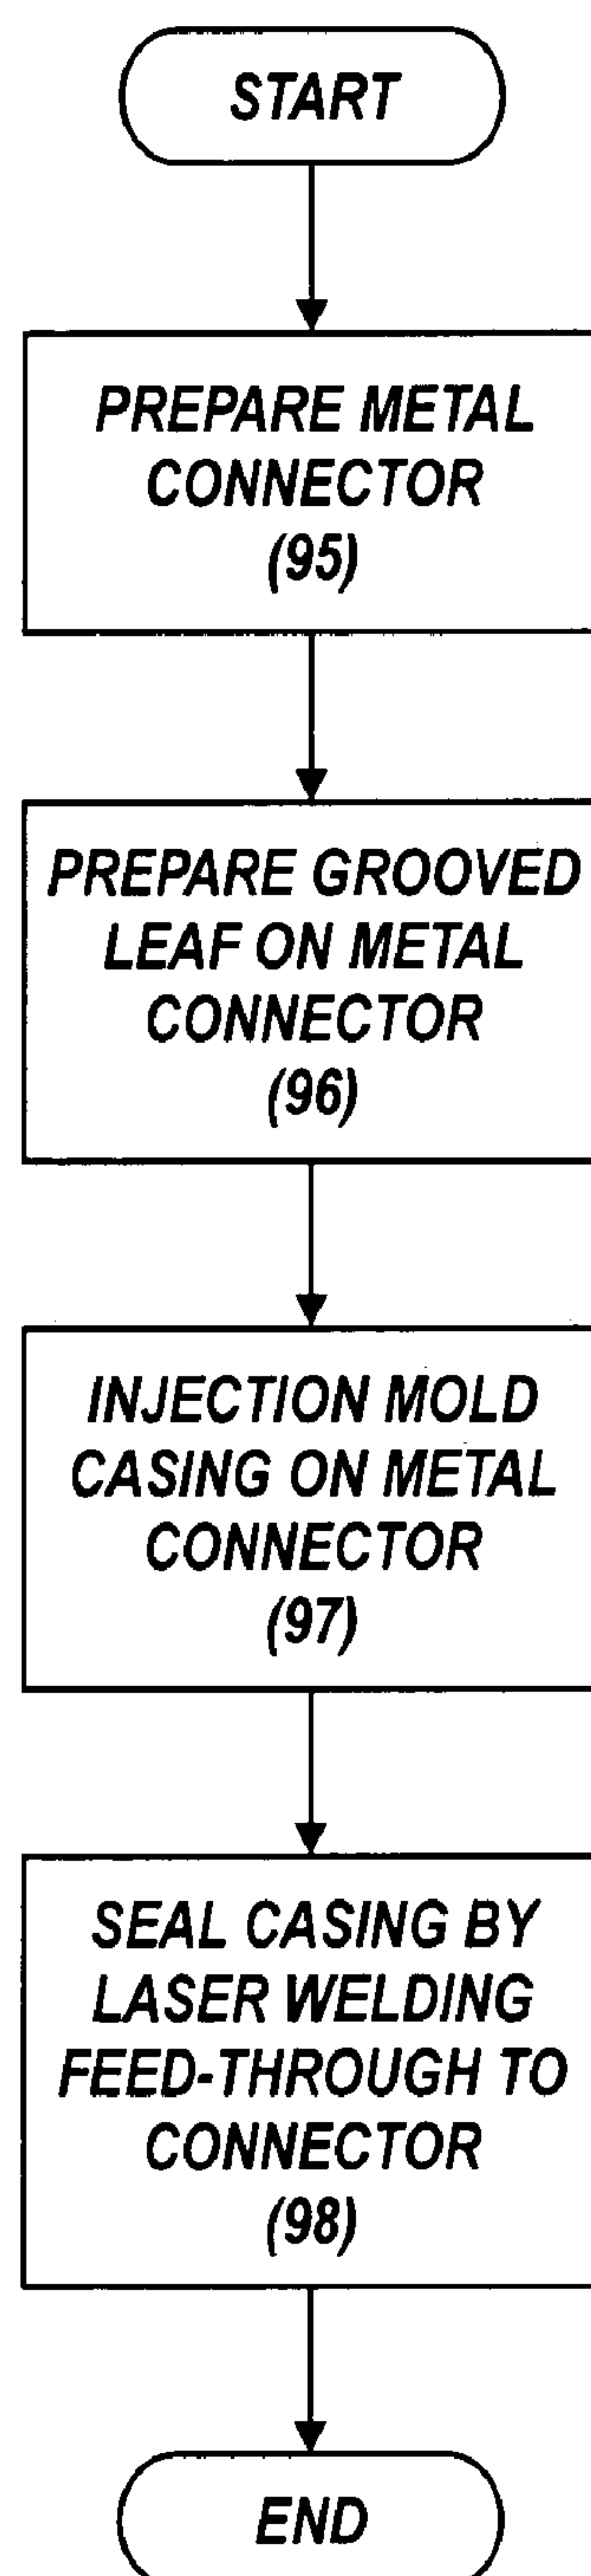 START
PREPARE METAL
CONNECTOR
(95)
PREPARE GROOVED
LEAF ON METAL
CONNECTOR
(96)
INJECTION MOLD
CASING ON METAL
CONNECTOR
(97)
SEAL CASING BY
LASER WELDING
FEED-THROUGH TO
CONNECTOR
(98)
END